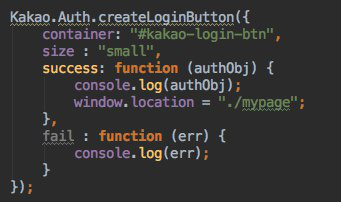 Kakao.Auth.createLoginButton({
    container: "#kakao-login-btn",
    size : "small",
    success: function (authObj) {
        console.log(authObj);
        window.location = "./mypage";
    },
    fail : function (err) {
        console.log(err);
    }
});